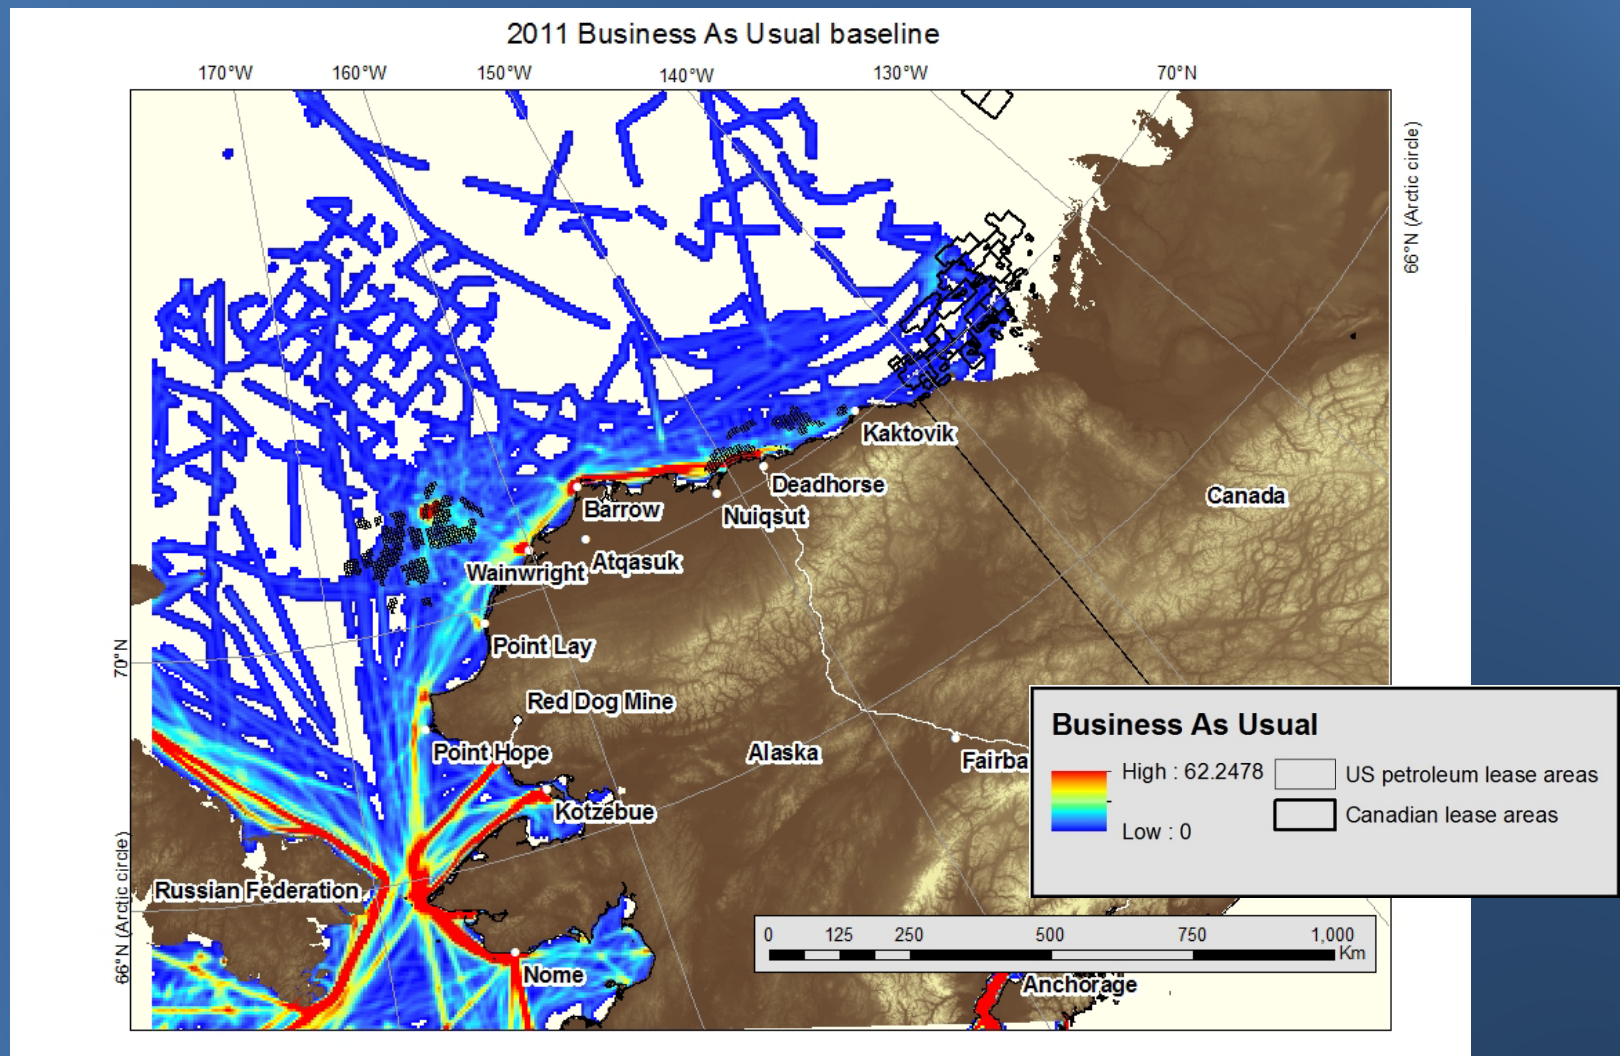 2011 Business As Usual baseline
170°W 160°W 150°W 140°W 130°W 70°N
66°N (Arctic circle)
Kaktovik
Deadhorse
Canada
Barrow
Nuiqsut
Atqasuk
Wainwright
Point Lay
70°N
Red Dog Mine
Point Hope
Alaska
Fairba
Kotzebue
Business As Usual
High : 62.2478
US petroleum lease areas
Canadian lease areas
Low : 0
Russian Federation
66°N (Arctic circle)
0 125 250 500 750 1,000
Km
Nome
Anchorage